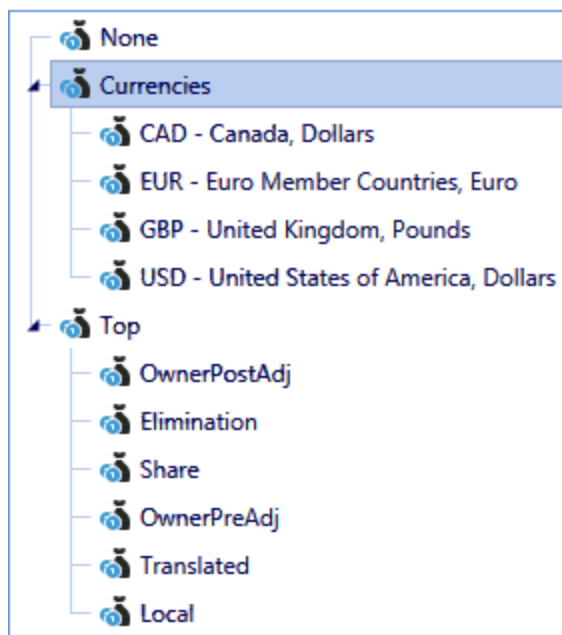 None
Currencies
CAD - Canada, Dollars
EUR - Euro Member Countries, Euro
GBP - United Kingdom, Pounds
USD - United States of America, Dollars
Top
OwnerPostAdj
Elimination
Share
OwnerPreAdj
Translated
Local